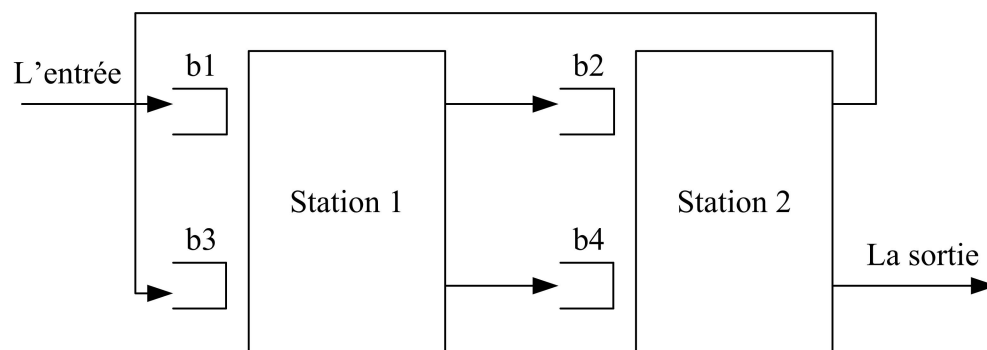 L'entrée
b1
b2
Station 1
Station 2
b3
b4
La sortie